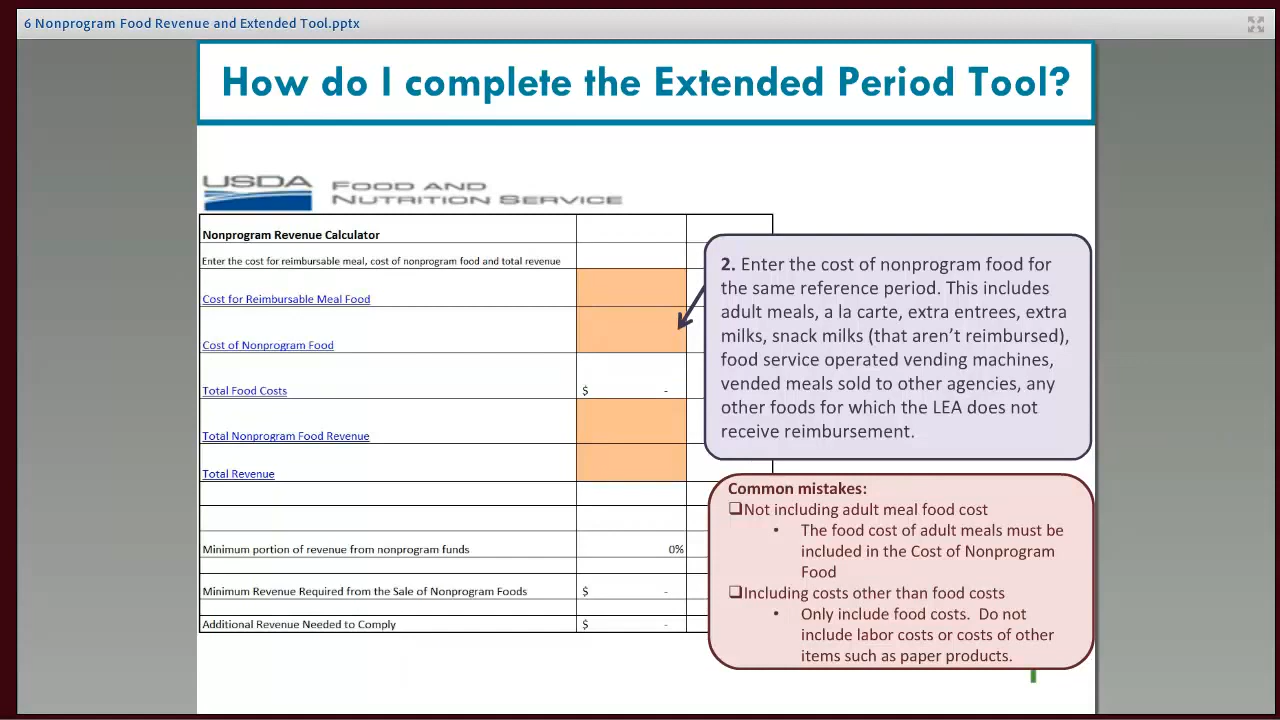 6 Nonprogram Food Revenue and Extended Tool.pptx
How do I complete the Extended Period Tool?
USDA FOOD AND
NUTRITION SERVICE
Nonprogram Revenue Calculator
Enter the cost for reimbursable meal, cost of nonprogram food and total revenue
Cost for Reimbursable Meal Food
Cost of Nonprogram Food
Total Food Costs $ -
Total Nonprogram Food Revenue
Total Revenue
Minimum portion of revenue from nonprogram funds 0%
Minimum Revenue Required from the Sale of Nonprogram Foods $ -
Additional Revenue Needed to Comply $ -
2. Enter the cost of nonprogram food for
the same reference period. This includes
adult meals, a la carte, extra entrees, extra
milks, snack milks (that aren’t reimbursed),
food service operated vending machines,
vended meals sold to other agencies, any
other foods for which the LEA does not
receive reimbursement.
Common mistakes:
❑Not including adult meal food cost
• The food cost of adult meals must be
included in the Cost of Nonprogram
Food
❑Including costs other than food costs
• Only include food costs. Do not
include labor costs or costs of other
items such as paper products.